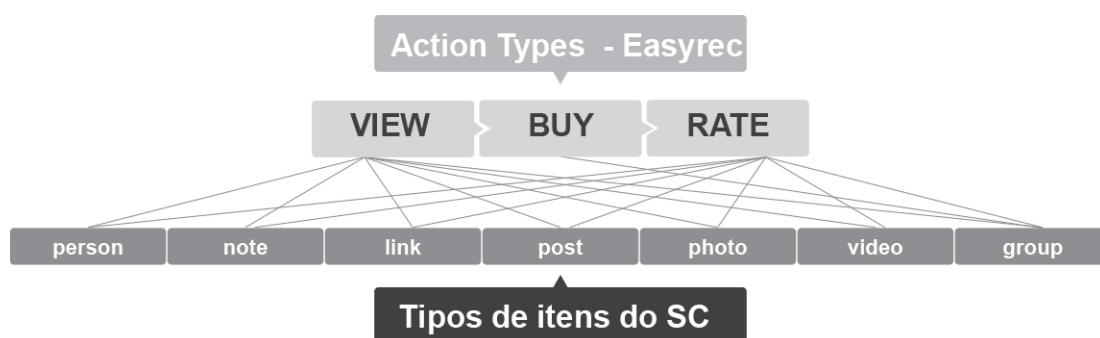 Action Types - Easyrec
VIEW BUY RATE
person note link post photo video group
Tipos de itens do SC